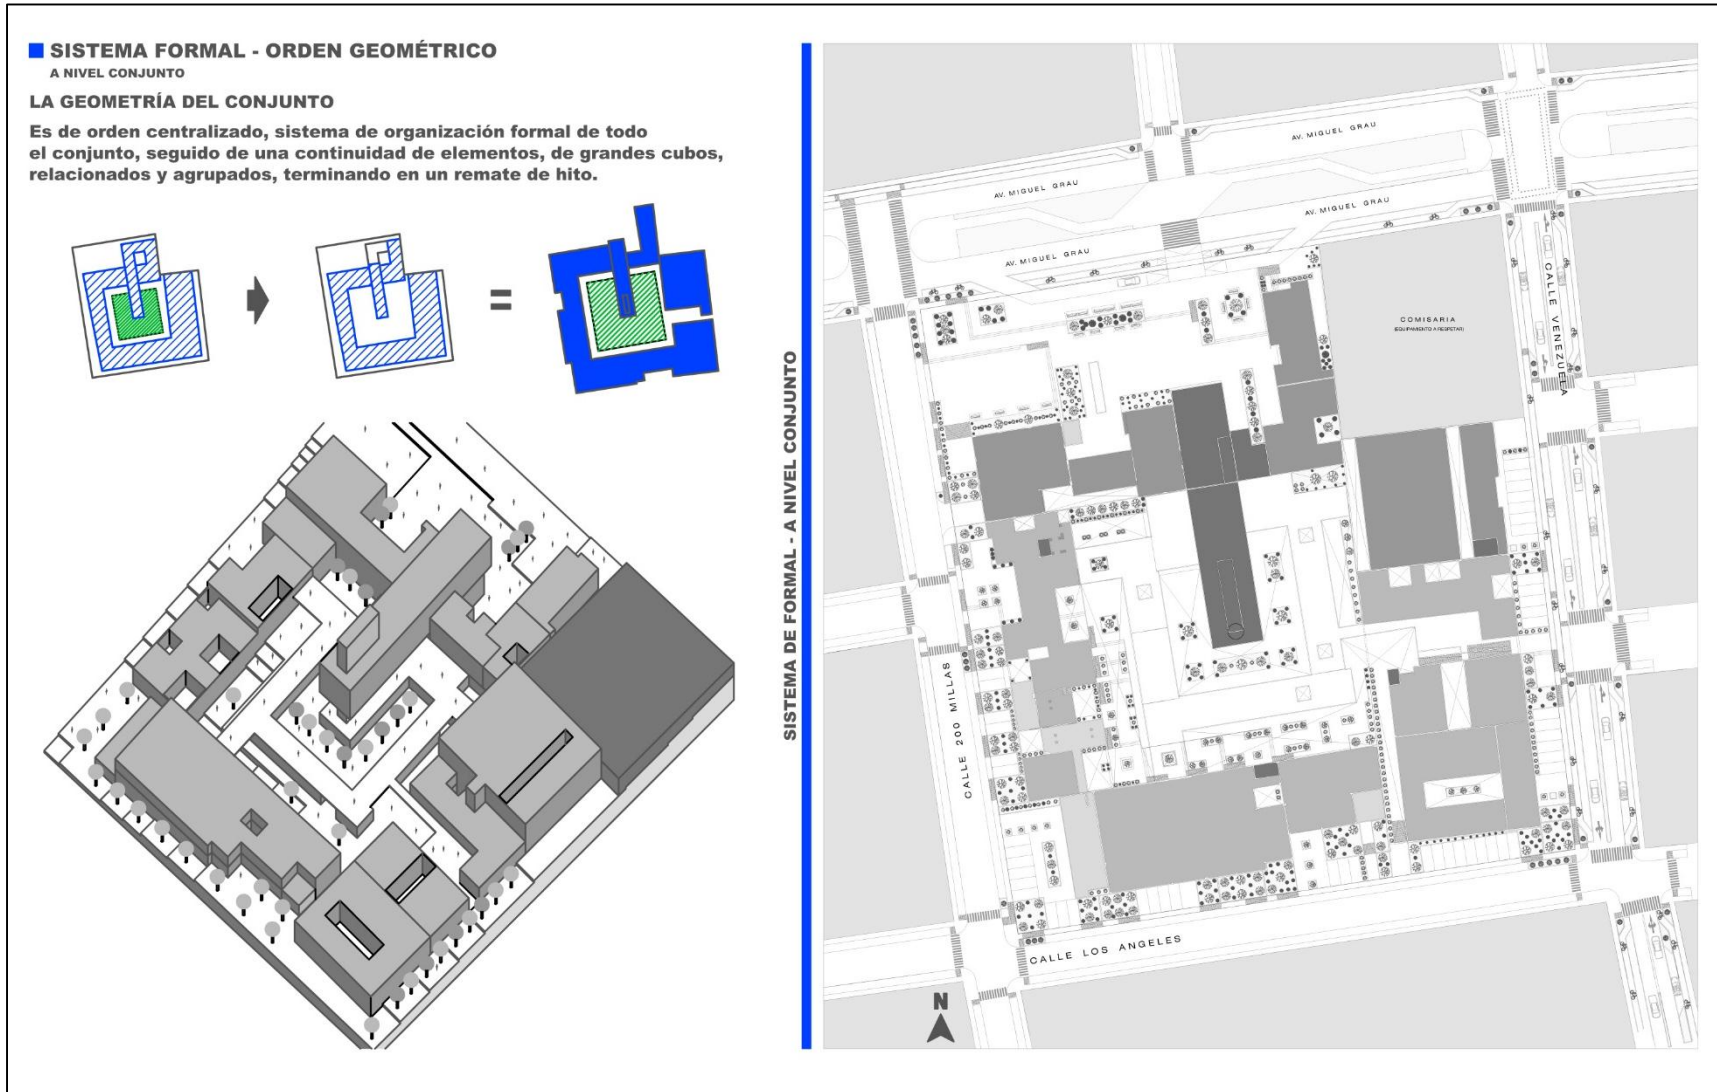 SISTEMA FORMAL - ORDEN GEOMÉTRICO
A NIVEL CONJUNTO
LA GEOMETRÍA DEL CONJUNTO
Es de orden centralizado, sistema de organización formal de todo
el conjunto, seguido de una continuidad de elementos, de grandes cubos,
relacionados y agrupados, terminando en un remate de hito.
SISTEMA DE FORMAL - A NIVEL CONJUNTO
AV. MIGUEL GRAU
AV. MIGUEL GRAU
AV. MIGUEL GRAU
AV. MIGUEL GRAU
COMISARIA
(EQUIPAMIENTO A RESPETAR)
CALLE VENEZUELA
CALLE 200 MILLAS
CALLE LOS ANGELES
N